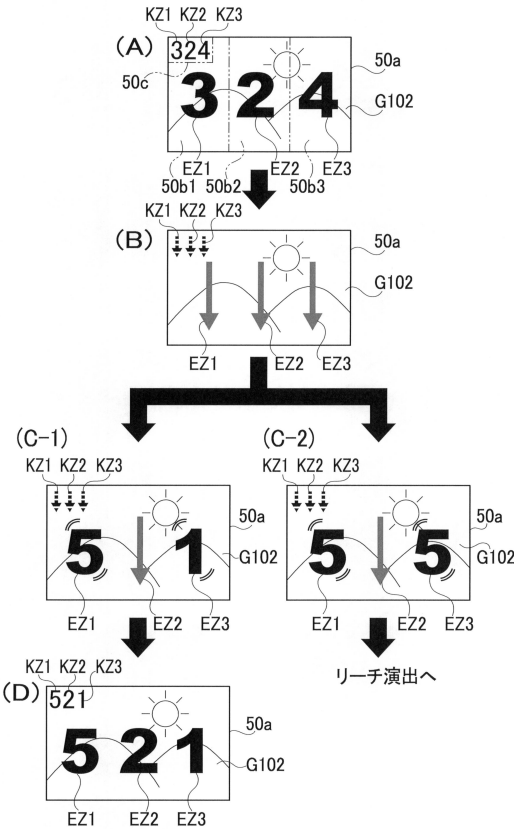 KZ1 KZ2 KZ3
(A)
324
50c
50a
G102
3 2 4
EZ1 EZ2 EZ3
50b1 50b2 50b3
KZ1 KZ2 KZ3
(B)
50a
G102
EZ1 EZ2 EZ3
(C-1)
KZ1 KZ2 KZ3
50a
5 1
G102
EZ1 EZ2 EZ3
(C-2)
KZ1 KZ2 KZ3
50a
5 5
G102
EZ1 EZ2 EZ3
リーチ演出へ
KZ1 KZ2 KZ3
(D)
521
50a
5 2 1
G102
EZ1 EZ2 EZ3